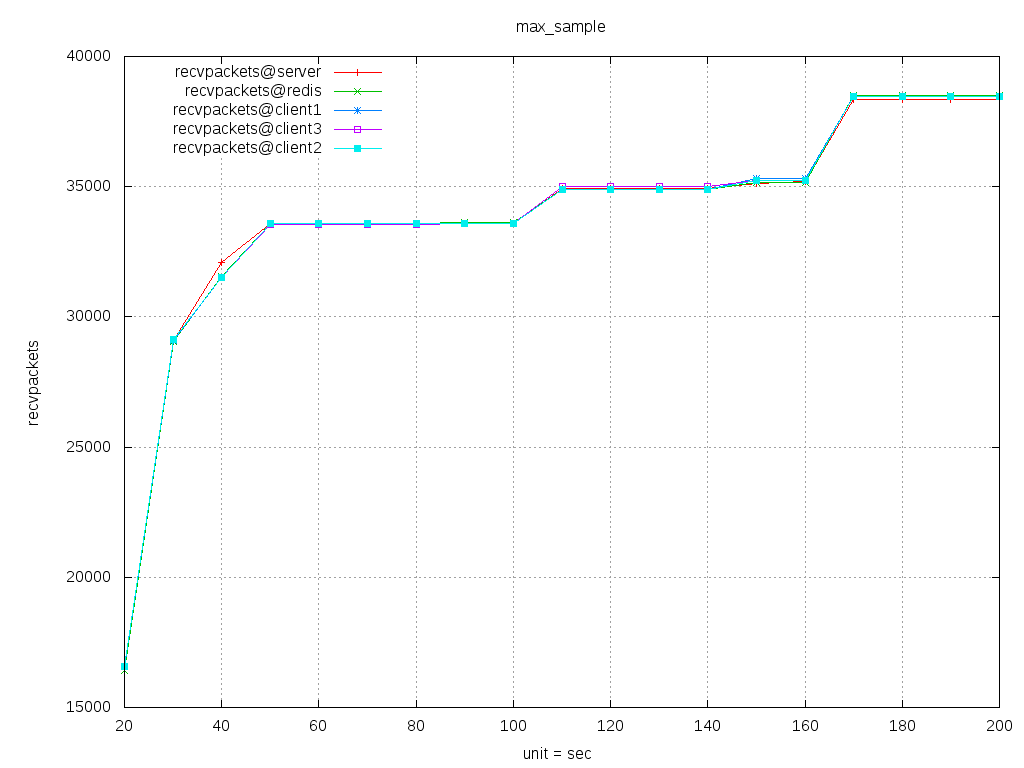 max_sample
40000
35000
30000
25000
20000
15000
recvpackets
recvpackets@server
recvpackets@redis
recvpackets@client1
recvpackets@client3
recvpackets@client2
20 40 60 80 100 120 140 160 180 200
unit = sec